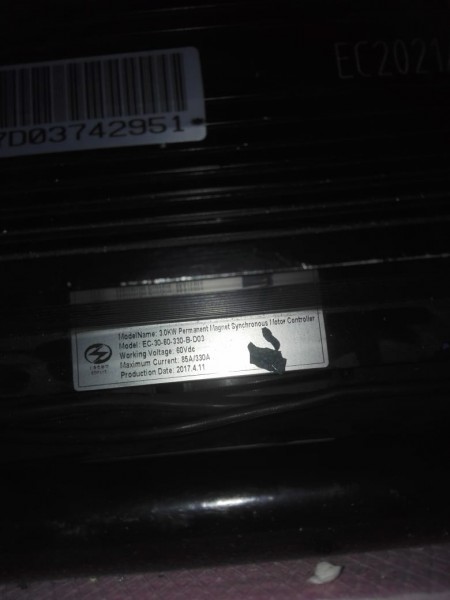 7D03742951
EC2021
ModelName: 3.0KW Permanent Magnet Synchronous Motor Controller
Model: EC-30-60-330-B-D03
Working Voltage: 60Vdc
Maximum Current: 85A/330A
Production Date: 2017.4.11